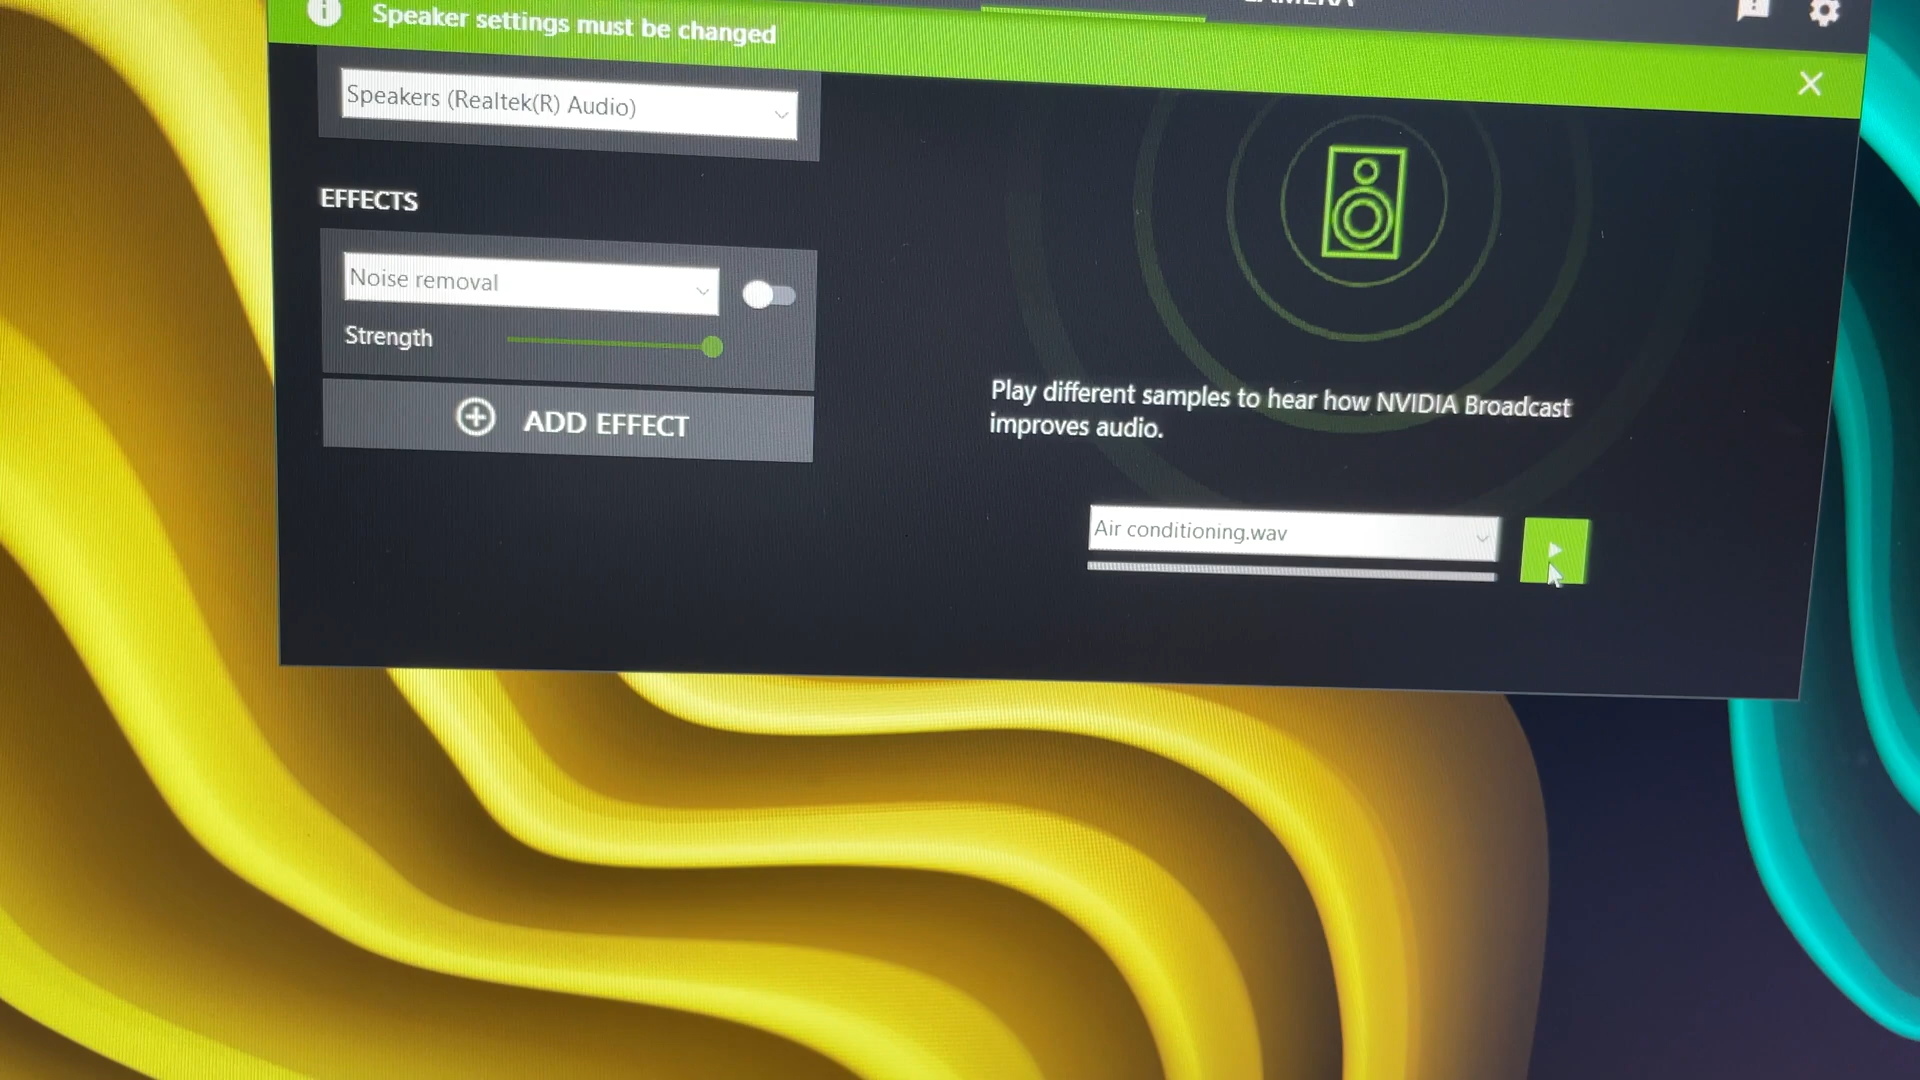 CAMERA
Speaker settings must be changed
Speakers (Realtek(R) Audio)
EFFECTS
Noise removal
Strength
ADD EFFECT
Play different samples to hear how NVIDIA Broadcast
improves audio.
Air conditioning.wav